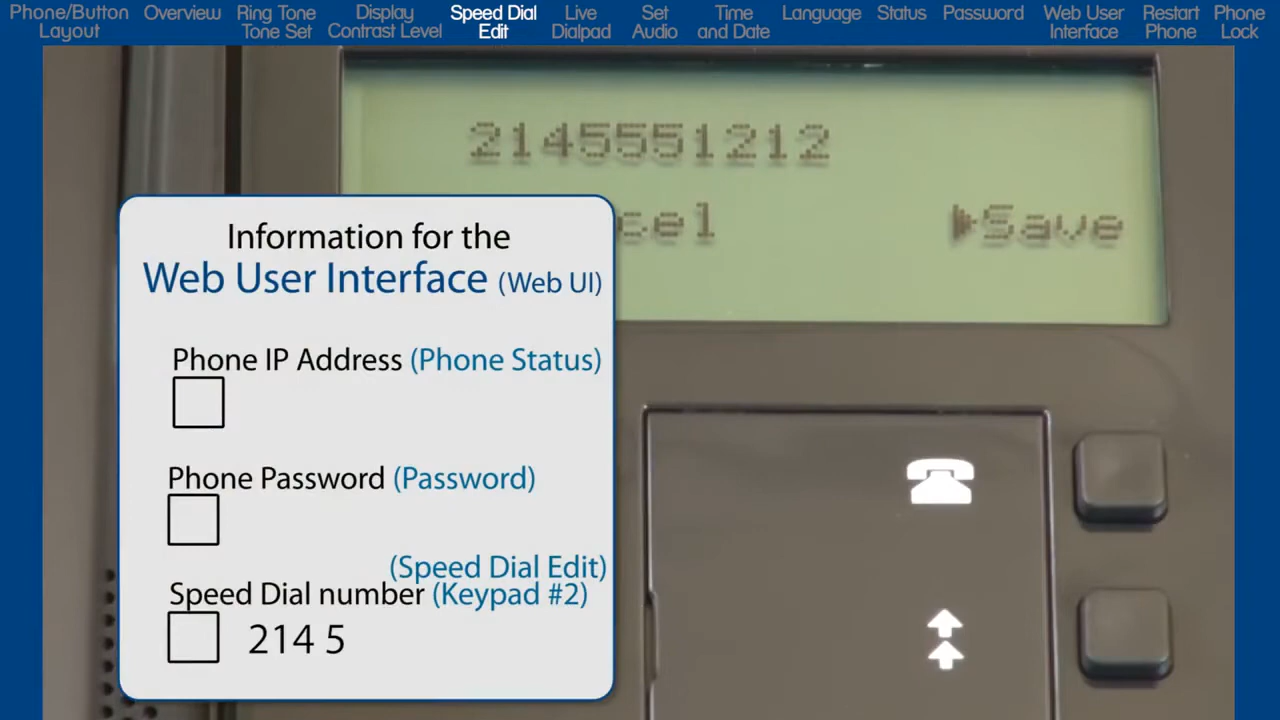 Phone/Button Layout
Overview
Ring Tone Tone Set
Display Contrast Level
Speed Dial Edit
Live Dialpad
Set Audio
Time and Date
Language
Status
Password
Web User Interface
Restart Phone
Phone Lock
2145551212
cel
Save
Information for the
Web User Interface (Web UI)
Phone IP Address (Phone Status)
Phone Password (Password)
(Speed Dial Edit)
Speed Dial number (Keypad #2)
214 5